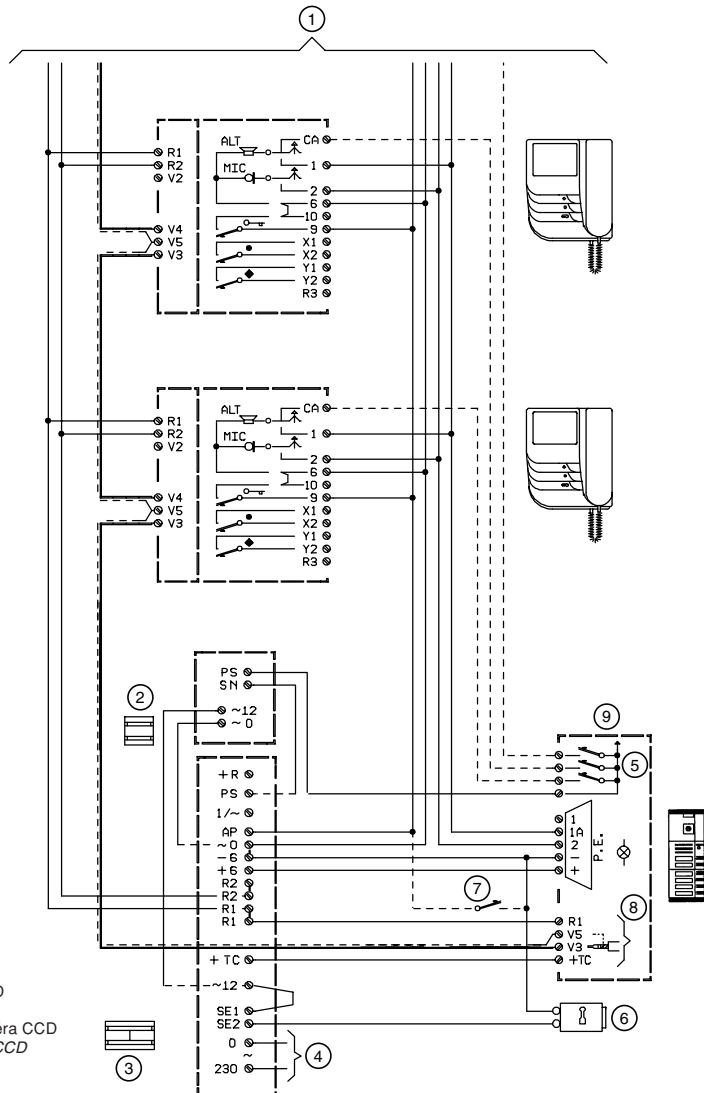 1
ALT
CA
R1
R2
V2
MIC
1
2
6
10
9
X1
X2
Y1
Y2
R3
V4
V5
V3
ALT
CA
R1
R2
V2
MIC
1
2
6
10
9
X1
X2
Y1
Y2
R3
V4
V5
V3
2
PS
SN
~12
~0
9
5
+R
PS
1/~
AP
~0
-6
+6
R2
R2
R1
R1
+TC
~12
SE1
SE2
0
~
230
1
1A
2
-
+
P.E.
7
8
R1
V5
V3
+TC
D
éra CCD
CCD
3
4
6